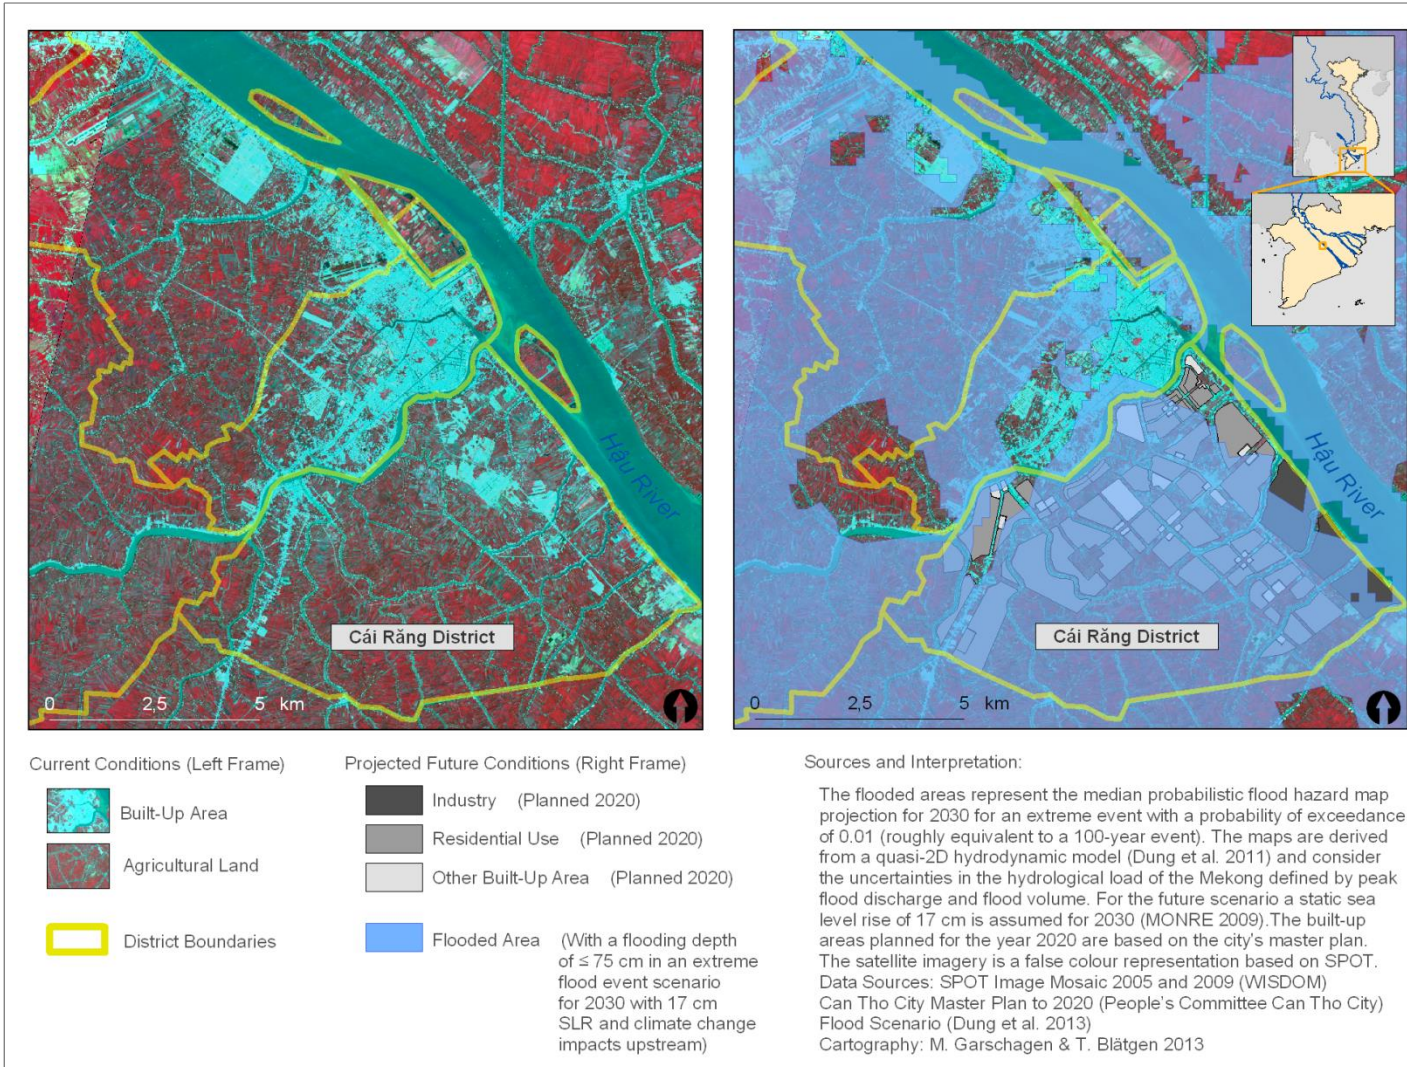 Hậu River
Cái Răng District
0 2,5 5 km
Hậu River
Cái Răng District
0 2,5 5 km
Current Conditions (Left Frame)
Built-Up Area
Agricultural Land
District Boundaries
Projected Future Conditions (Right Frame)
Industry (Planned 2020)
Residential Use (Planned 2020)
Other Built-Up Area (Planned 2020)
Flooded Area (With a flooding depth
of ≤ 75 cm in an extreme
flood event scenario
for 2030 with 17 cm
SLR and climate change
impacts upstream)
Sources and Interpretation:
The flooded areas represent the median probabilistic flood hazard map
projection for 2030 for an extreme event with a probability of exceedance
of 0.01 (roughly equivalent to a 100-year event). The maps are derived
from a quasi-2D hydrodynamic model (Dung et al. 2011) and consider
the uncertainties in the hydrological load of the Mekong defined by peak
flood discharge and flood volume. For the future scenario a static sea
level rise of 17 cm is assumed for 2030 (MONRE 2009).The built-up
areas planned for the year 2020 are based on the city's master plan.
The satellite imagery is a false colour representation based on SPOT.
Data Sources: SPOT Image Mosaic 2005 and 2009 (WISDOM)
Can Tho City Master Plan to 2020 (People's Committee Can Tho City)
Flood Scenario (Dung et al. 2013)
Cartography: M. Garschagen & T. Blätgen 2013